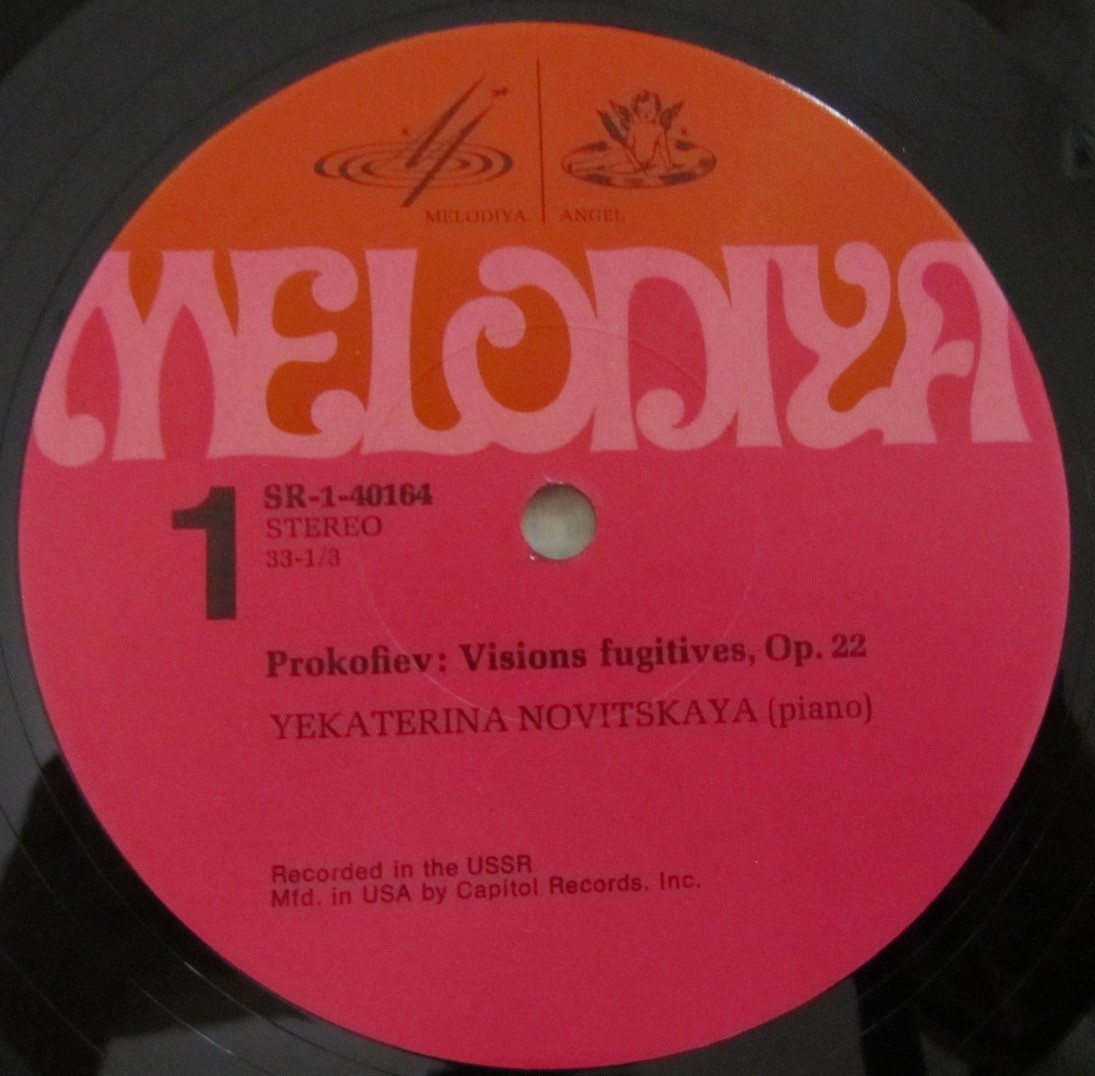 MELODIYA ANGEL
MELODIYA
1
SR-1-40164
STEREO
33-1/3
Prokofiev: Visions fugitives, Op. 22
YEKATERINA NOVITSKAYA (piano)
Recorded in the USSR
Mfd. in USA by Capitol Records, Inc.